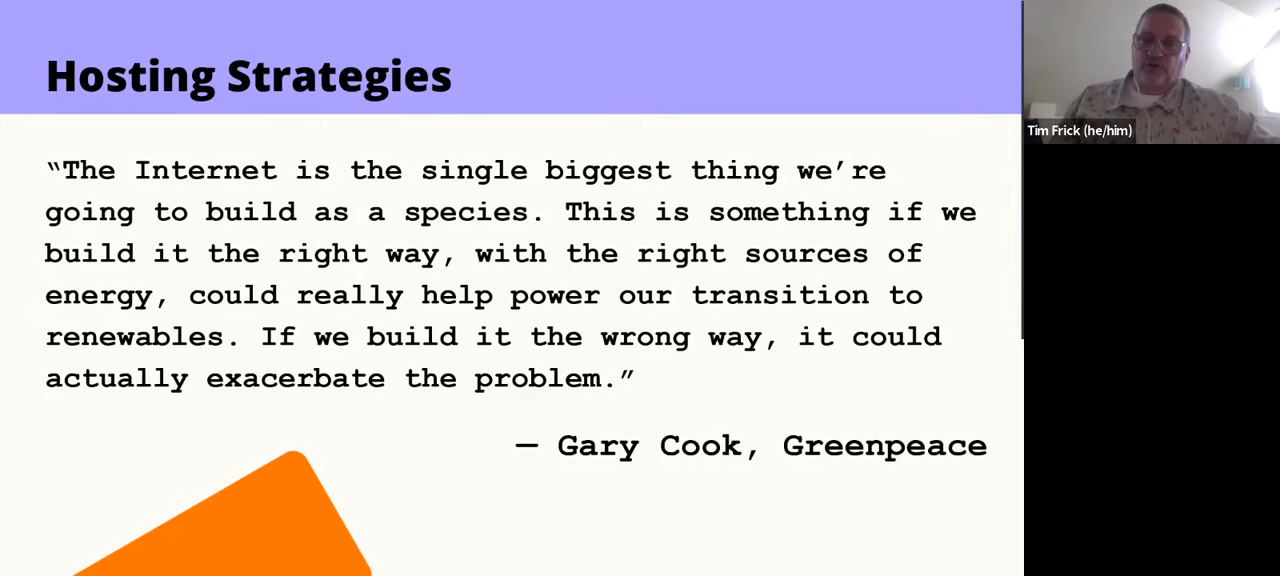 Hosting Strategies
“The Internet is the single biggest thing we’re
going to build as a species. This is something if we
build it the right way, with the right sources of
energy, could really help power our transition to
renewables. If we build it the wrong way, it could
actually exacerbate the problem.”
— Gary Cook, Greenpeace
Tim Frick (he/him)